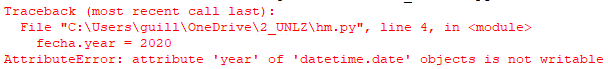 Traceback (most recent call last):
  File "C:\Users\guill\OneDrive\2_UNLZ\hm.py", line 4, in <module>
    fecha.year = 2020
AttributeError: attribute 'year' of 'datetime.date' objects is not writable